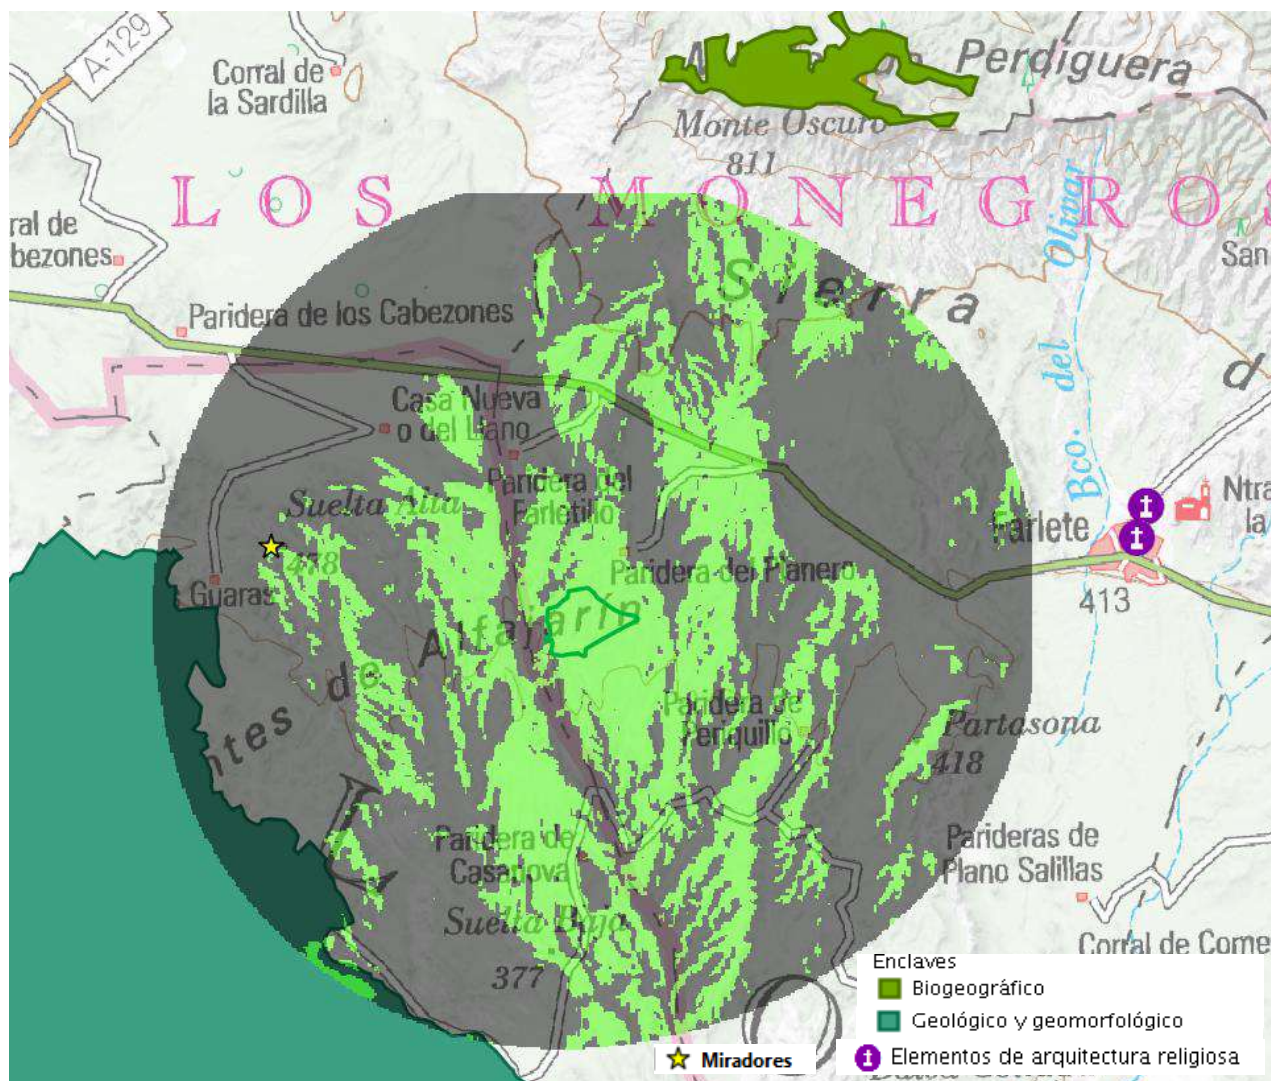 A-129
Corral de
la Sardilla
Perdiguera
Monte Oscuro
811
LOS MONEGROS
ral de
bezones
Olivar
del
Bco.
San
Sierra
d
Paridera de los Cabezones
Casa Nueva
o del Llano
Suelta Alta
478
Paridera del
Farletillo
Farlete
413
Ntra
la
Guaras
Paridera del Planero
ntes de Alfajarín
Paridera de
Periquillo
Partasona
418
Paridera de
Casanova
Suelta Baja
377
Parideras de
Plano Salillas
Corral de Come
Enclaves
Biogeográfico
Geológico y geomorfológico
Miradores
Elementos de arquitectura religiosa